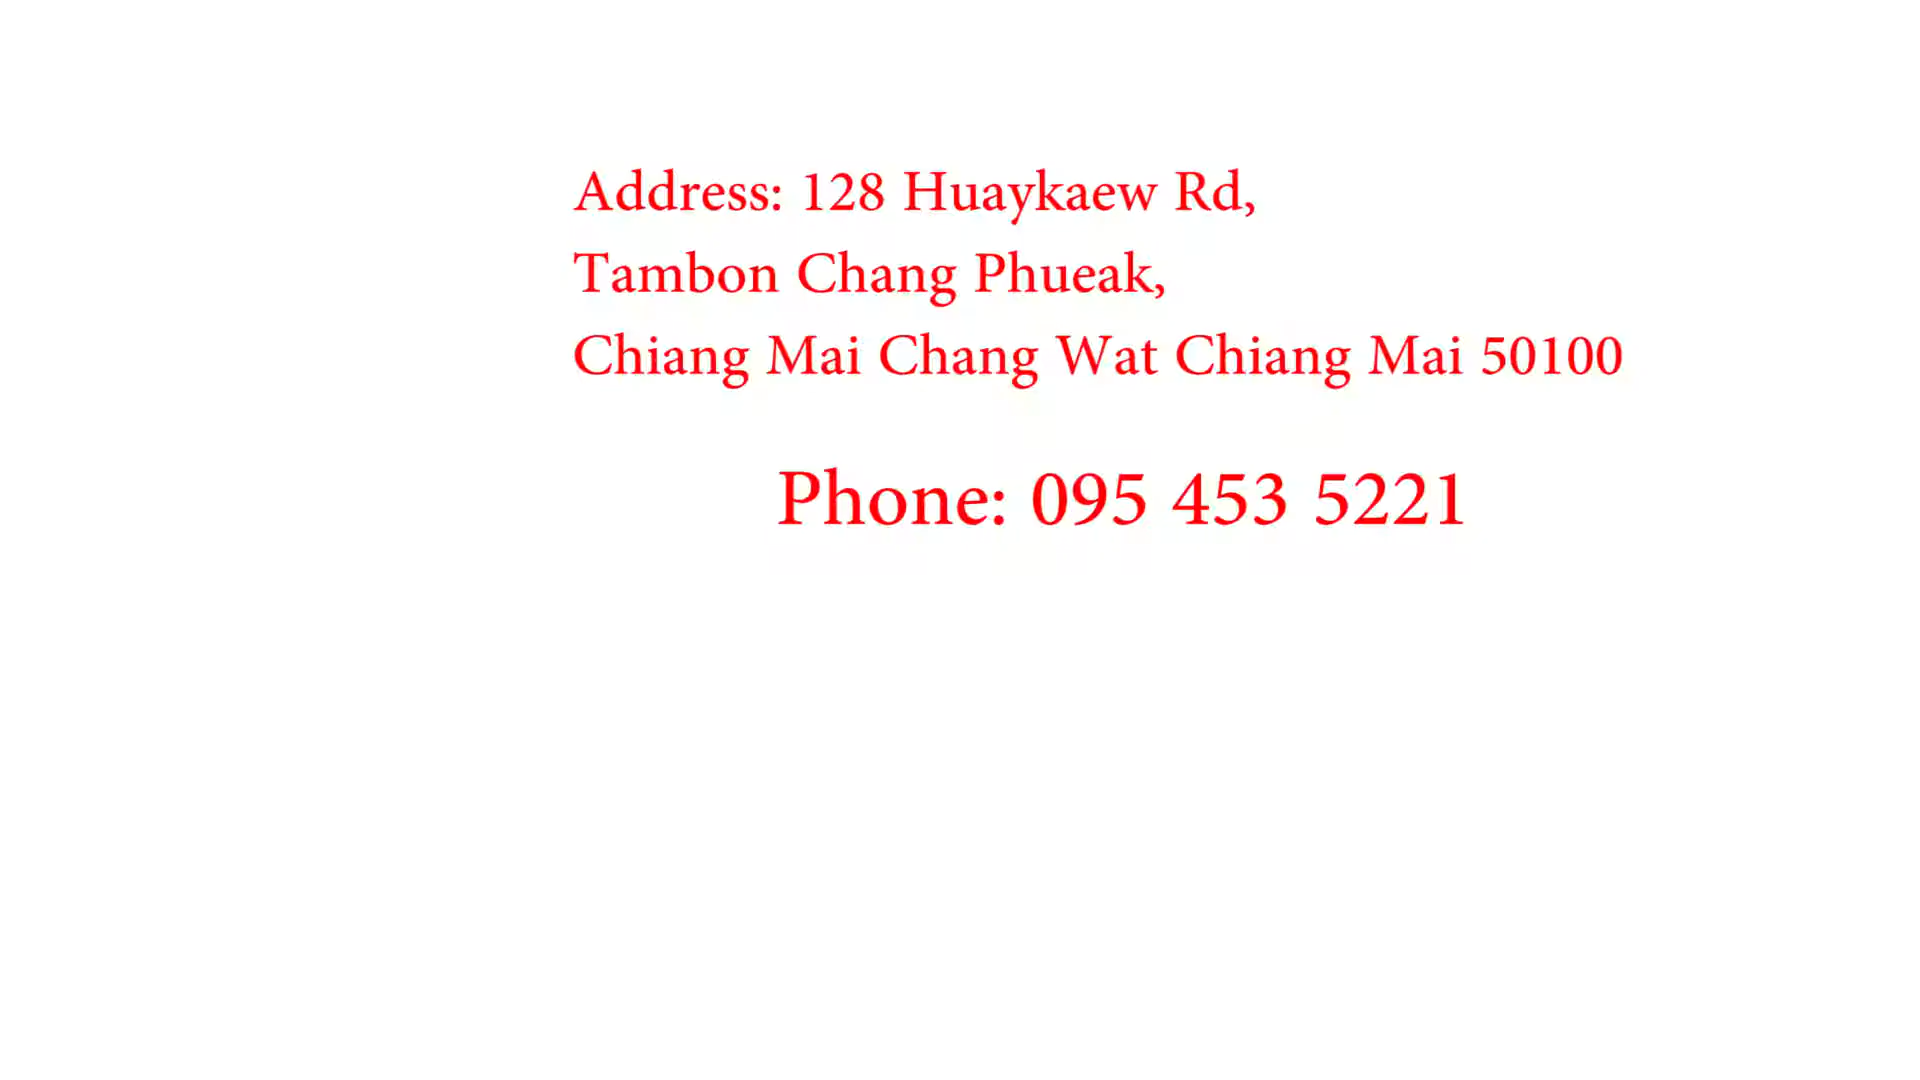 Address: 128 Huaykaew Rd,
Tambon Chang Phueak,
Chiang Mai Chang Wat Chiang Mai 50100
Phone: 095 453 5221